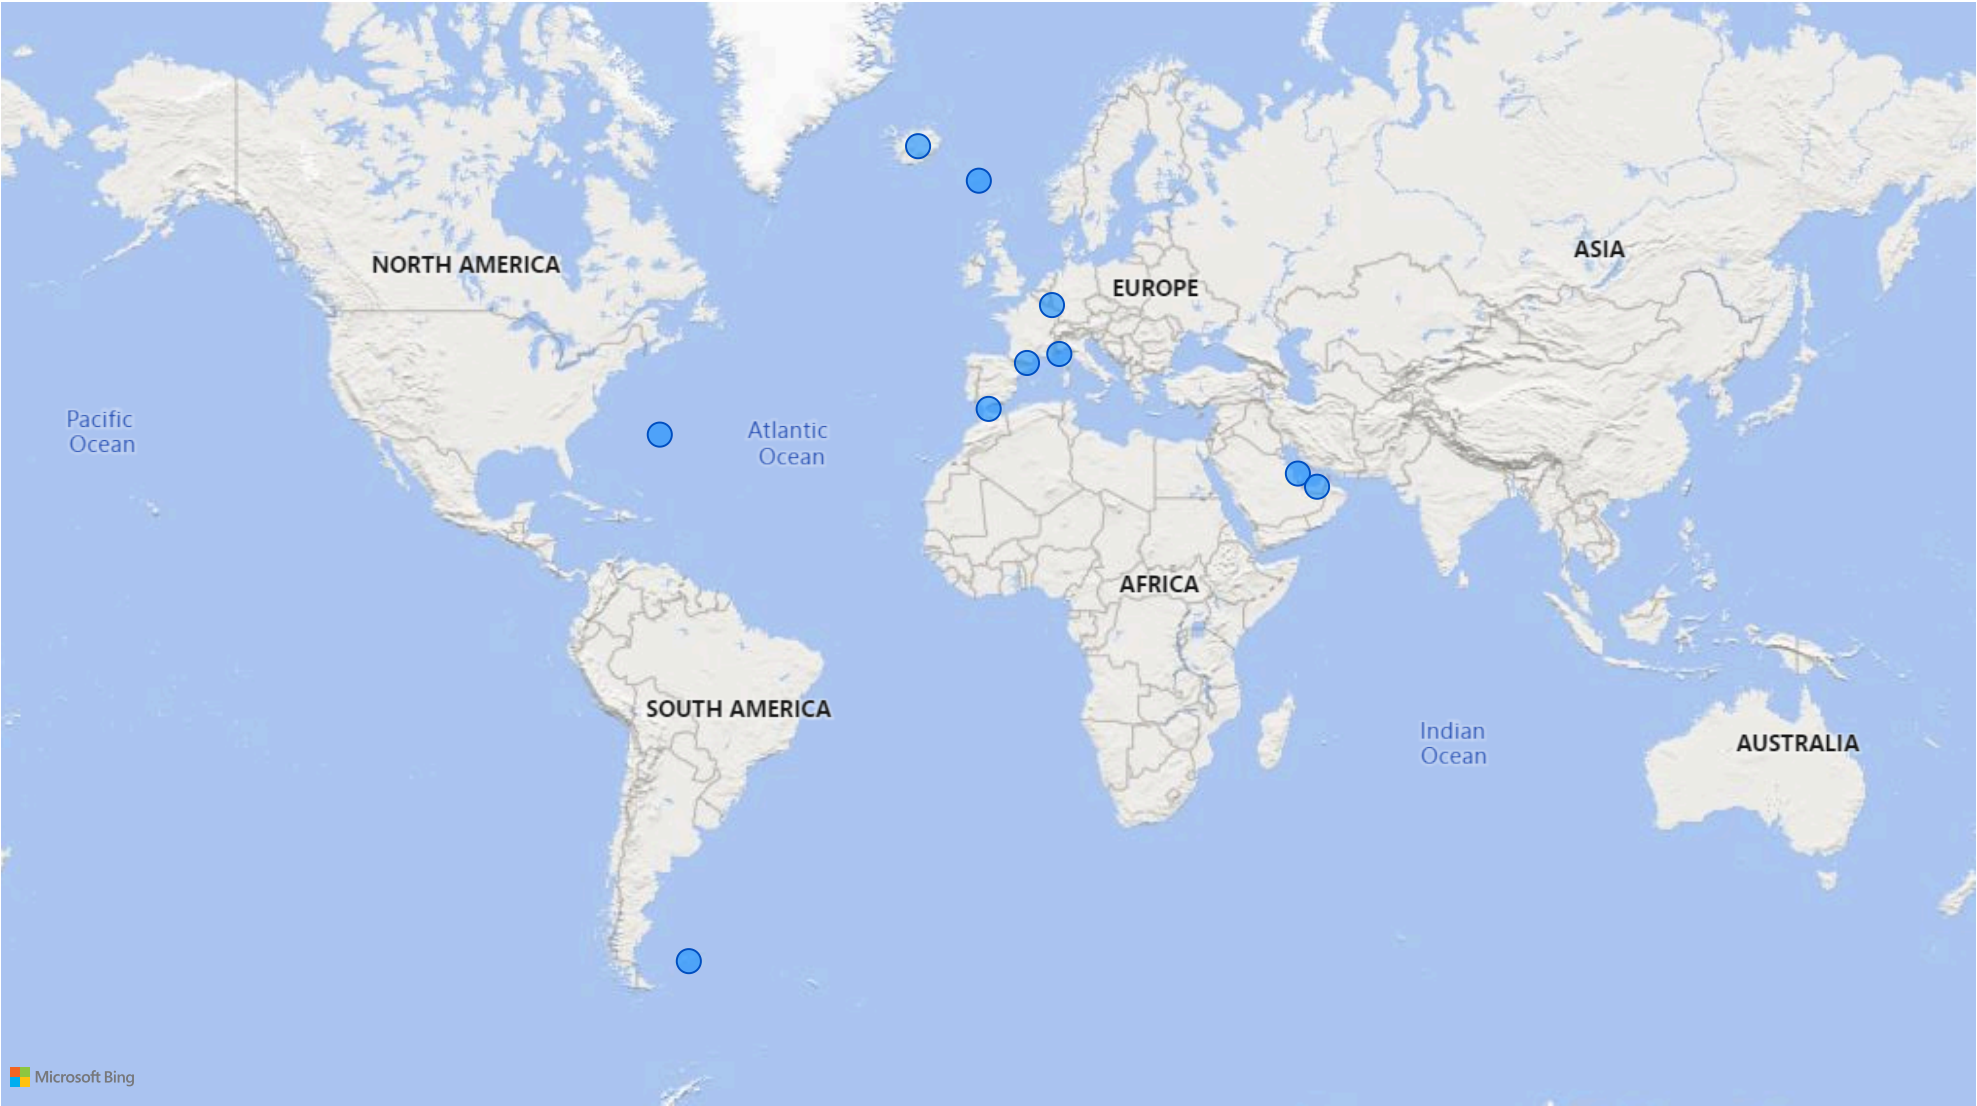 NORTH AMERICA
ASIA
EUROPE
Pacific
Ocean
Atlantic
Ocean
AFRICA
SOUTH AMERICA
Indian
Ocean
AUSTRALIA
Microsoft Bing